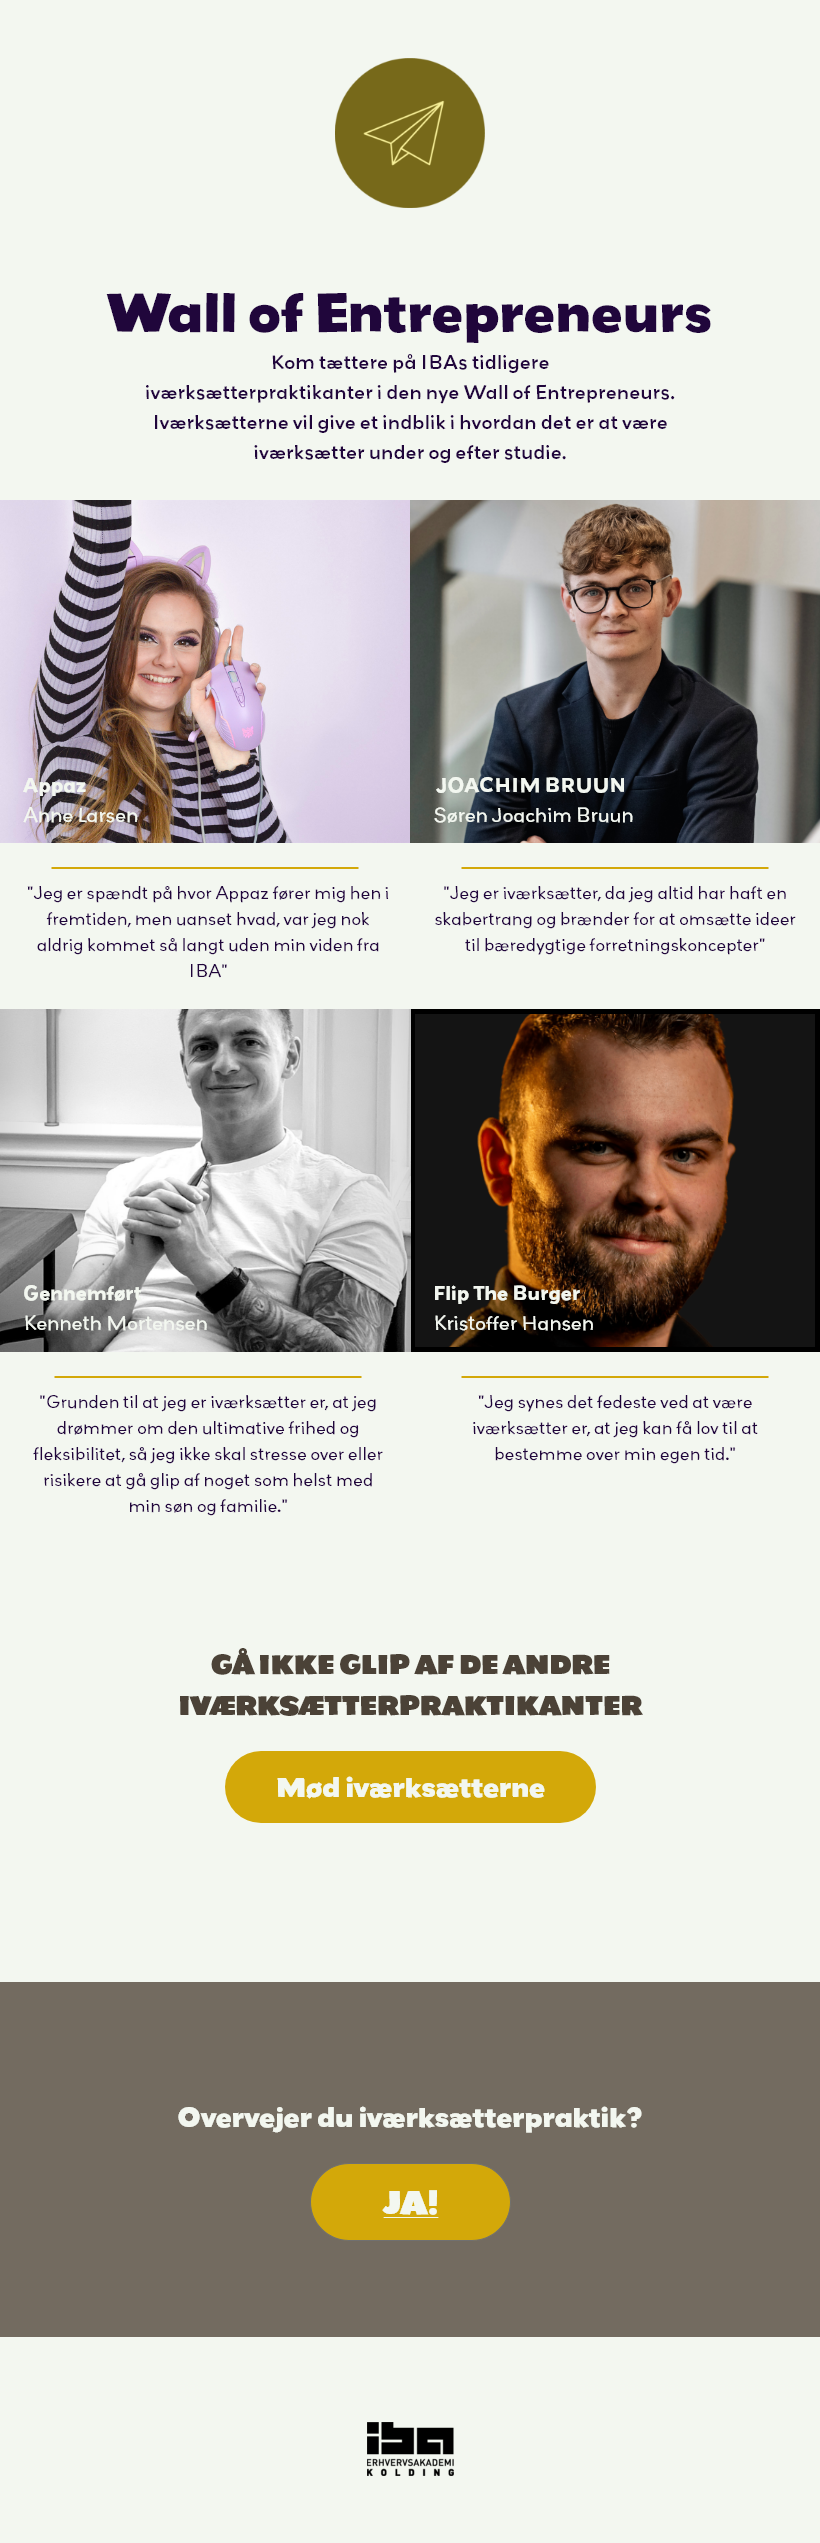 Wall of Entrepreneurs
Kom tættere på IBAs tidligere
iværksætterpraktikanter i den nye Wall of Entrepreneurs.
Iværksætterne vil give et indblik i hvordan det er at være
iværksætter under og efter studie.
Appaz
Anne Larsen
"Jeg er spændt på hvor Appaz fører mig hen i
fremtiden, men uanset hvad, var jeg nok
aldrig kommet så langt uden min viden fra
IBA"
JOACHIM BRUUN
Søren Joachim Bruun
"Jeg er iværksætter, da jeg altid har haft en
skabertrang og brænder for at omsætte ideer
til bæredygtige forretningskoncepter"
Gennemført
Kenneth Mortensen
"Grunden til at jeg er iværksætter er, at jeg
drømmer om den ultimative frihed og
fleksibilitet, så jeg ikke skal stresse over eller
risikere at gå glip af noget som helst med
min søn og familie."
Flip The Burger
Kristoffer Hansen
"Jeg synes det fedeste ved at være
iværksætter er, at jeg kan få lov til at
bestemme over min egen tid."
GÅ IKKE GLIP AF DE ANDRE
IVÆRKSÆTTERPRAKTIKANTER
Mød iværksætterne
Overvejer du iværksætterpraktik?
JA!
iba
ERHVERVSAKADEMI
KOLDING